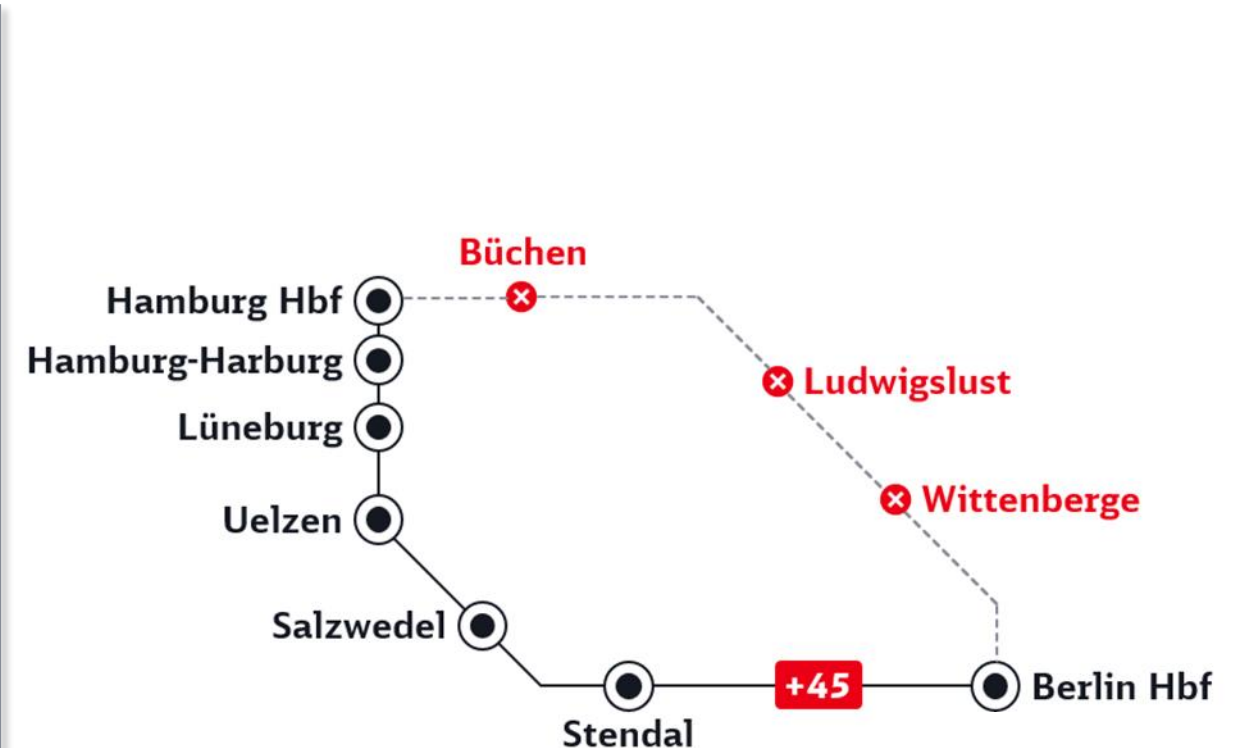 Büchen
Hamburg Hbf
Hamburg-Harburg
Ludwigslust
Lüneburg
Wittenberge
Uelzen
Salzwedel
+45
Berlin Hbf
Stendal